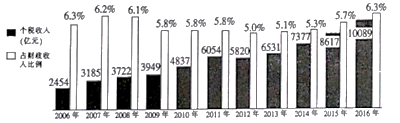 个税收入
(亿元)
占财政收
入比例
6.3% 6.2% 6.1% 5.8% 5.8% 5.8% 5.0% 5.1% 5.3% 5.7% 6.3%
2454 3185 3722 3949 4837 6054 5820 6531 7377 8617 10089
2006年 2007年 2008年 2009年 2010年 2011年 2012年 2013年 2014年 2015年 2016年